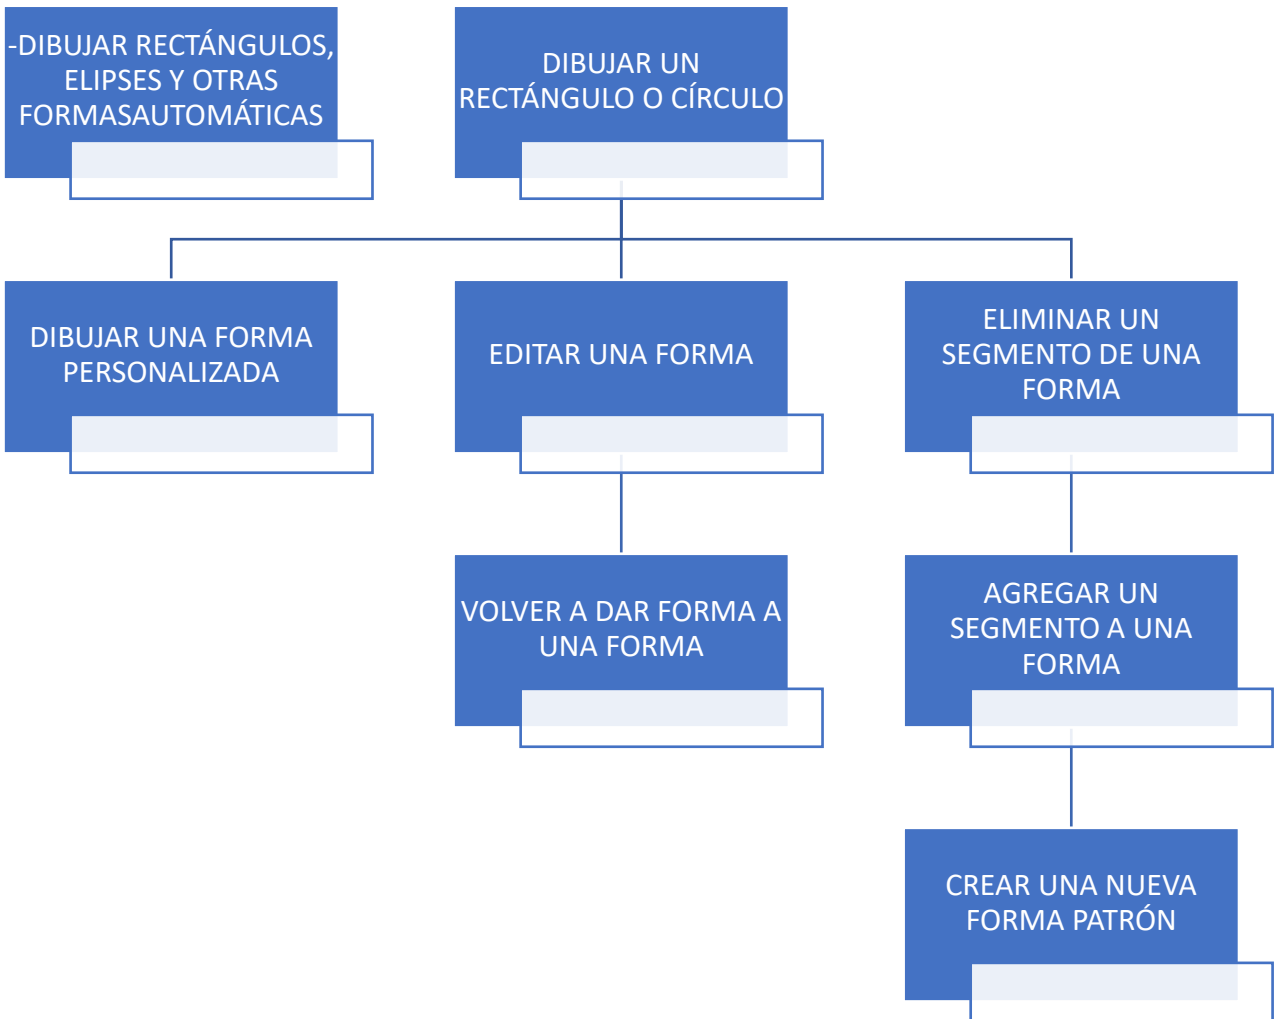 -DIBUJAR RECTÁNGULOS,
ELIPSES Y OTRAS
FORMASAUTOMÁTICAS
DIBUJAR UN
RECTÁNGULO O CÍRCULO
DIBUJAR UNA FORMA
PERSONALIZADA
EDITAR UNA FORMA
ELIMINAR UN
SEGMENTO DE UNA
FORMA
VOLVER A DAR FORMA A
UNA FORMA
AGREGAR UN
SEGMENTO A UNA
FORMA
CREAR UNA NUEVA
FORMA PATRÓN